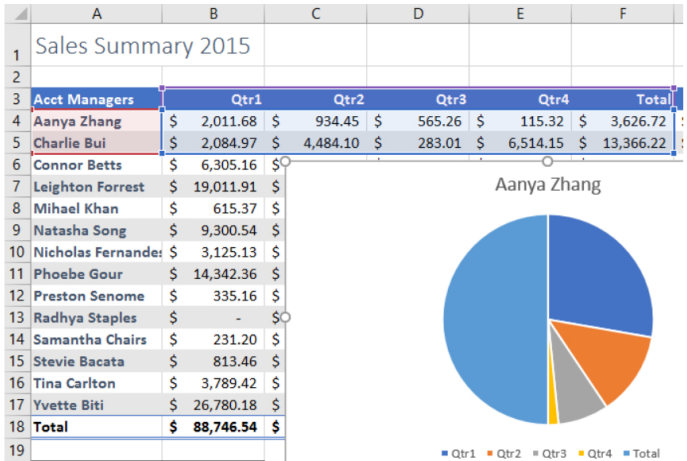 A B C D E F
1 Sales Summary 2015
2
3 Acct Managers Qtr1 Qtr2 Qtr3 Qtr4 Total
4 Aanya Zhang $ 2,011.68 $ 934.45 $ 565.26 $ 115.32 $ 3,626.72
5 Charlie Bui $ 2,084.97 $ 4,484.10 $ 283.01 $ 6,514.15 $ 13,366.22
6 Connor Betts $ 6,305.16 $
7 Leighton Forrest $ 19,011.91 $
8 Mihael Khan $ 615.37 $
9 Natasha Song $ 9,300.54 $
10 Nicholas Fernandes $ 3,125.13 $
11 Phoebe Gour $ 14,342.36 $
12 Preston Senome $ 335.16 $
13 Radhya Staples $ - $
14 Samantha Chairs $ 231.20 $
15 Stevie Bacata $ 813.46 $
16 Tina Carlton $ 3,789.42 $
17 Yvette Biti $ 26,780.18 $
18 Total $ 88,746.54 $
19
Aanya Zhang
Qtr1 Qtr2 Qtr3 Qtr4 Total